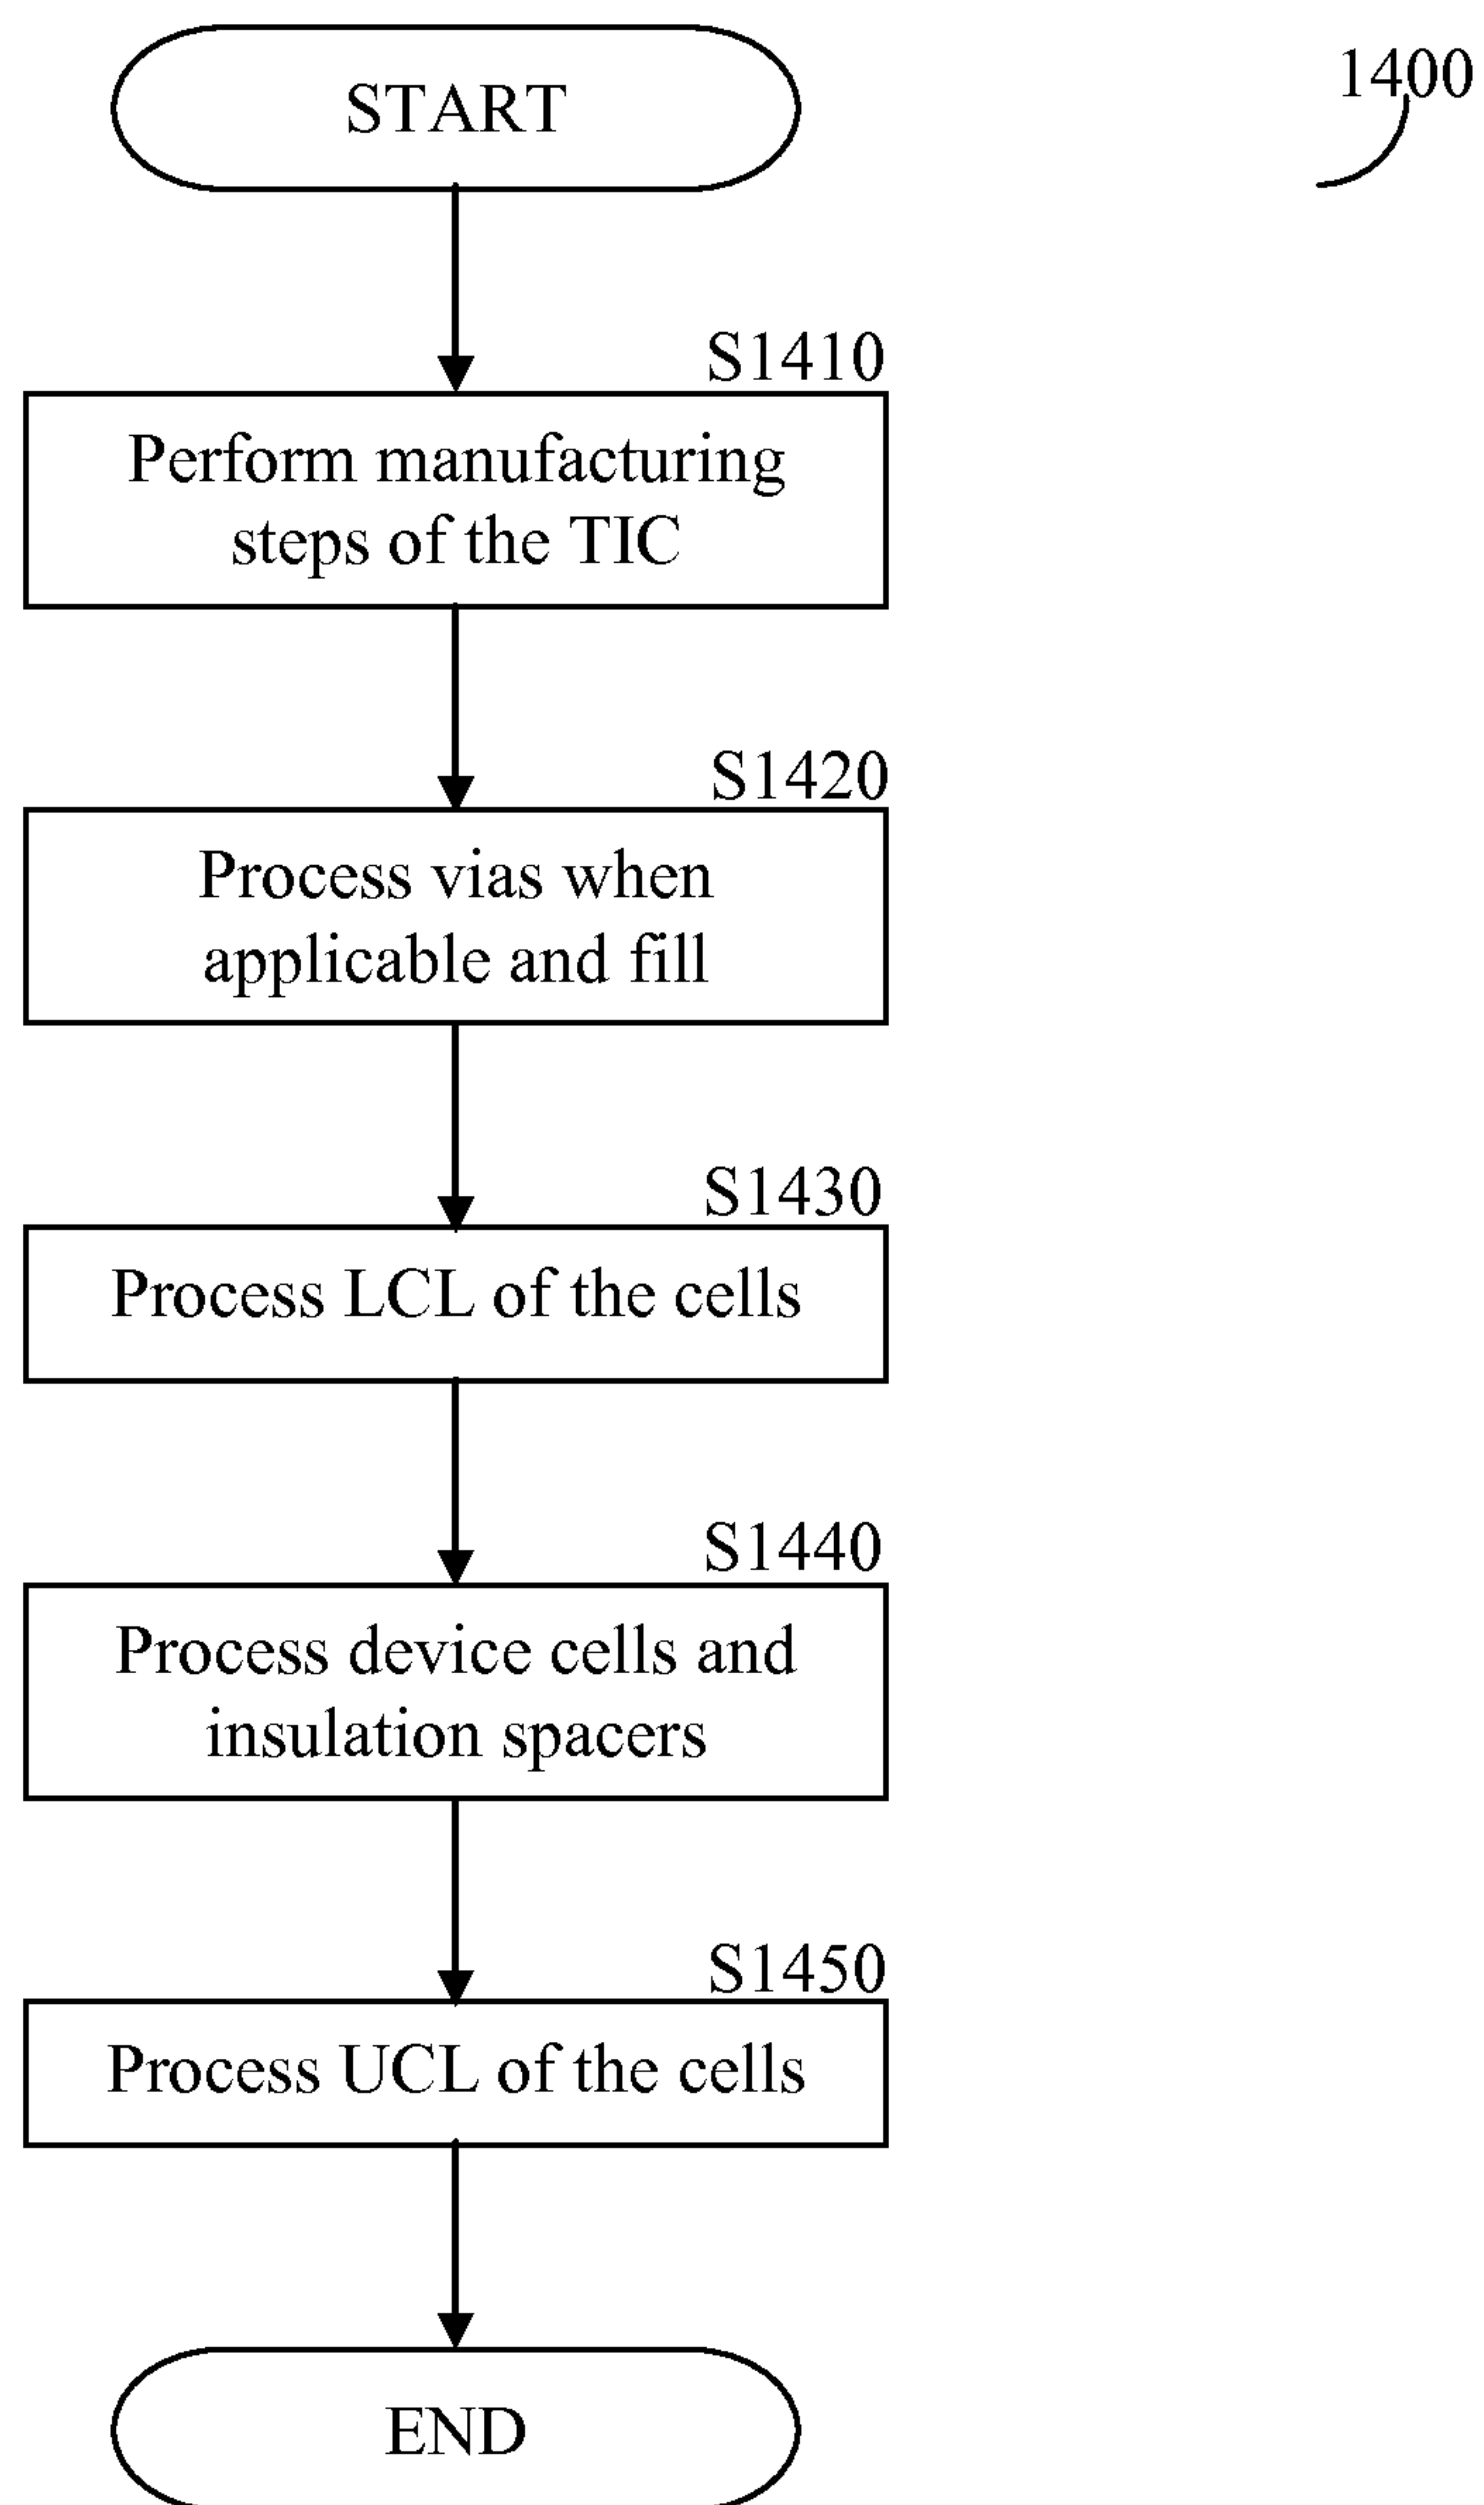 START
1400
S1410
Perform manufacturing
steps of the TIC
S1420
Process vias when
applicable and fill
S1430
Process LCL of the cells
S1440
Process device cells and
insulation spacers
S1450
Process UCL of the cells
END